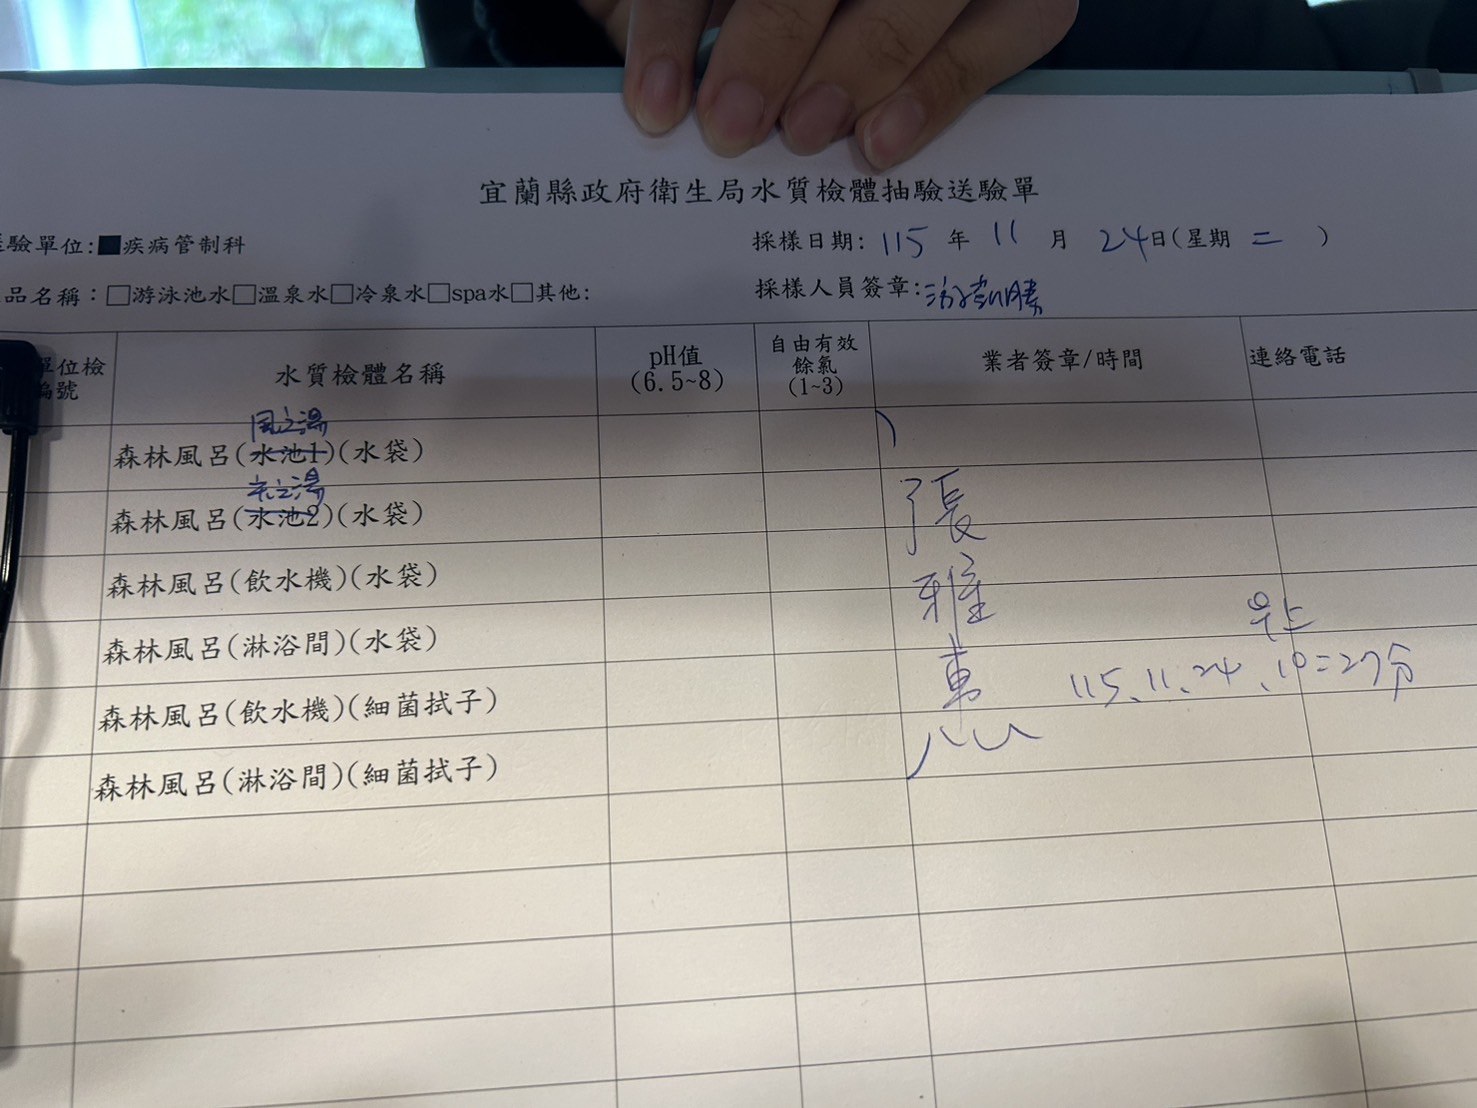 宜蘭縣政府衛生局水質檢體抽驗送驗單
驗單位:■疾病管制科
採樣日期: 115 年 11 月 24日(星期 二 )
品名稱：□游泳池水□溫泉水□冷泉水□spa水□其他:
採樣人員簽章:
單位檢
編號
水質檢體名稱
pH值
(6.5~8)
自由有效
餘氯
(1~3)
業者簽章/時間
連絡電話
風之湯
森林風呂(水池1)(水袋)
之湯
森林風呂(水池2)(水袋)
張
森林風呂(飲水機)(水袋)
雅
森林風呂(淋浴間)(水袋)
早上
森林風呂(飲水機)(細菌拭子)
115、11、24、10=27分
森林風呂(淋浴間)(細菌拭子)